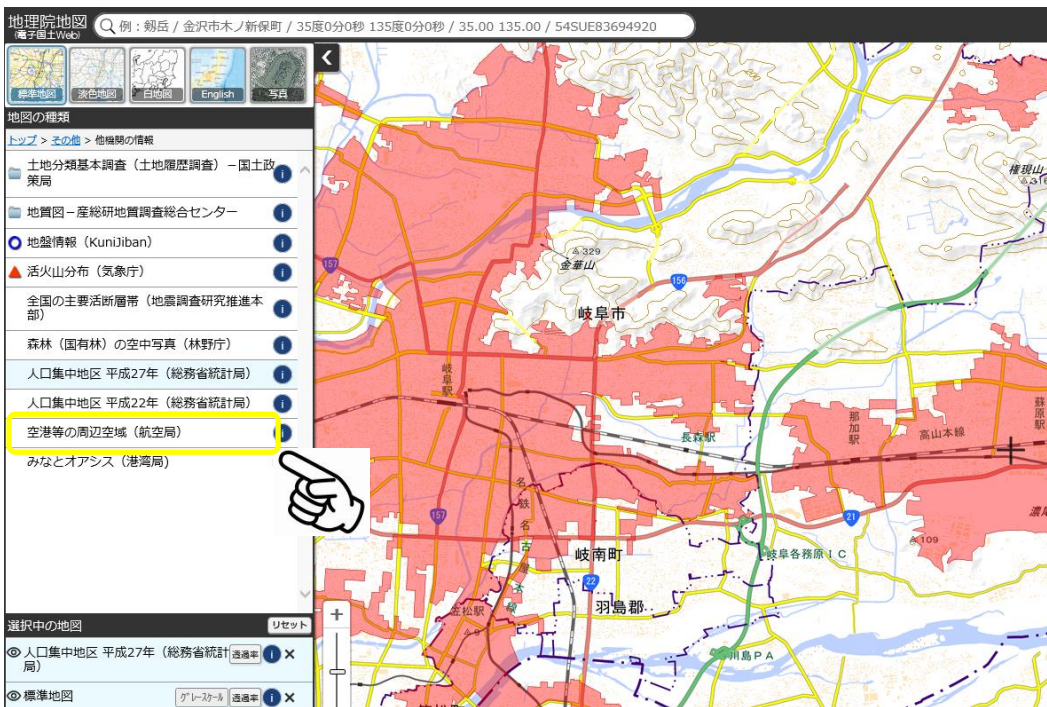 地理院地図
(電子国土Web)
例：剱岳 / 金沢市木ノ新保町 / 35度0分0秒 135度0分0秒 / 35.00 135.00 / 54SUE83694920
標準地図
淡色地図
白地図
English
写真
地図の種類
トップ > その他 > 他機関の情報
土地分類基本調査（土地履歴調査）－国土政
策局
地質図－産総研地質調査総合センター
地盤情報（KuniJiban）
活火山分布（気象庁）
全国の主要活断層帯（地震調査研究推進本
部）
森林（国有林）の空中写真（林野庁）
人口集中地区 平成27年（総務省統計局）
人口集中地区 平成22年（総務省統計局）
空港等の周辺空域（航空局）
みなとオアシス（港湾局)
選択中の地図
リセット
人口集中地区 平成27年（総務省統計
局）
透過率
標準地図
グレースケール
透過率
権現山
329
金華山
157
156
岐阜市
岐阜駅
長森駅
那加駅
高山本線
蘇原駅
157
21
109
名鉄名古屋本線
岐南町
岐阜各務原ＩＣ
22
羽島郡
笠松駅
9
川島ＰＡ